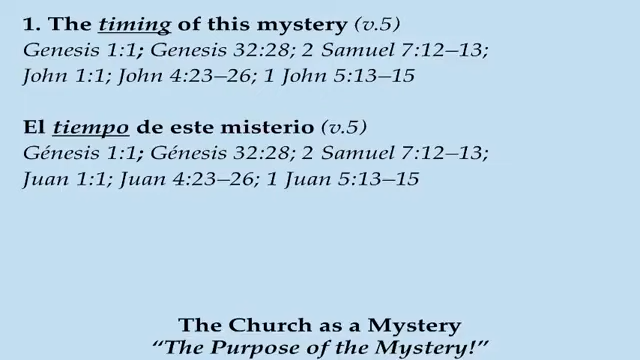 1. The timing of this mystery (v.5)
Genesis 1:1; Genesis 32:28; 2 Samuel 7:12–13;
John 1:1; John 4:23–26; 1 John 5:13–15
El tiempo de este misterio (v.5)
Génesis 1:1; Génesis 32:28; 2 Samuel 7:12–13;
Juan 1:1; Juan 4:23–26; 1 Juan 5:13–15
The Church as a Mystery
“The Purpose of the Mystery!”